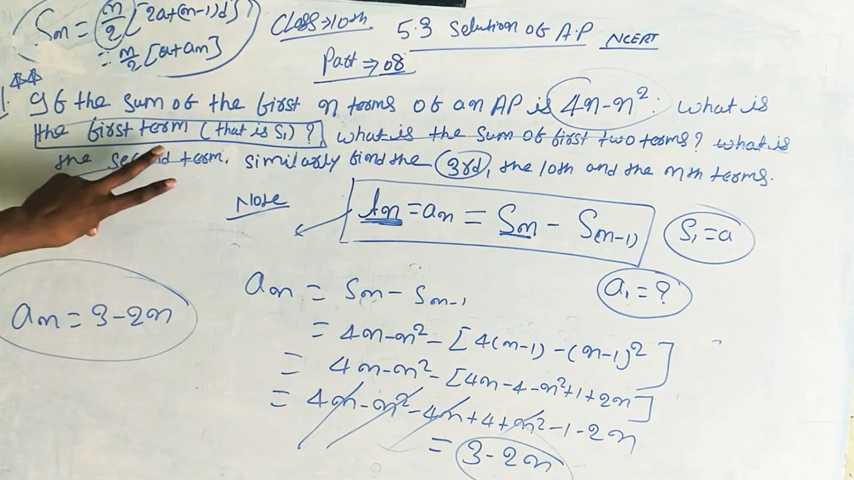 Sn = n/2 [2a+(n-1)d]
= n/2 [a+an]
Class→10th
5.3 Solution of A.P NCERT
Part → 08
1. If the sum of the first n terms of an AP is 4n-n². what is
the first term (that is S₁)? what is the sum of first two terms? what is
the second term. similarly find the 3rd, the 10th and the nth terms.
Note
tn = an = Sn - S(n-1)
S₁ = a
a₁ = ?
an = 3-2n
an = Sn - Sn-1
= 4n-n² - [4(n-1) - (n-1)²]
= 4n-n² - [4n-4-n²+1+2n]
= 4n-n²-4n+4+n²-1-2n
= 3-2n